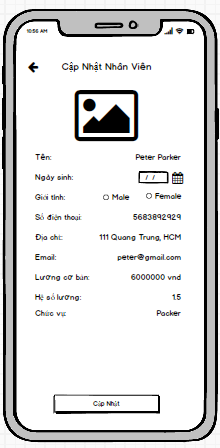 10:56 AM
Cập Nhật Nhân Viên
Tên: Peter Parker
Ngày sinh: / /
Giới tính: Male Female
Số điện thoại: 5683892929
Địa chỉ: 111 Quang Trung, HCM
Email: peter@gmail.com
Lương cơ bản: 6000000 vnd
Hệ số lương: 1.5
Chức vụ: Packer
Cập Nhật